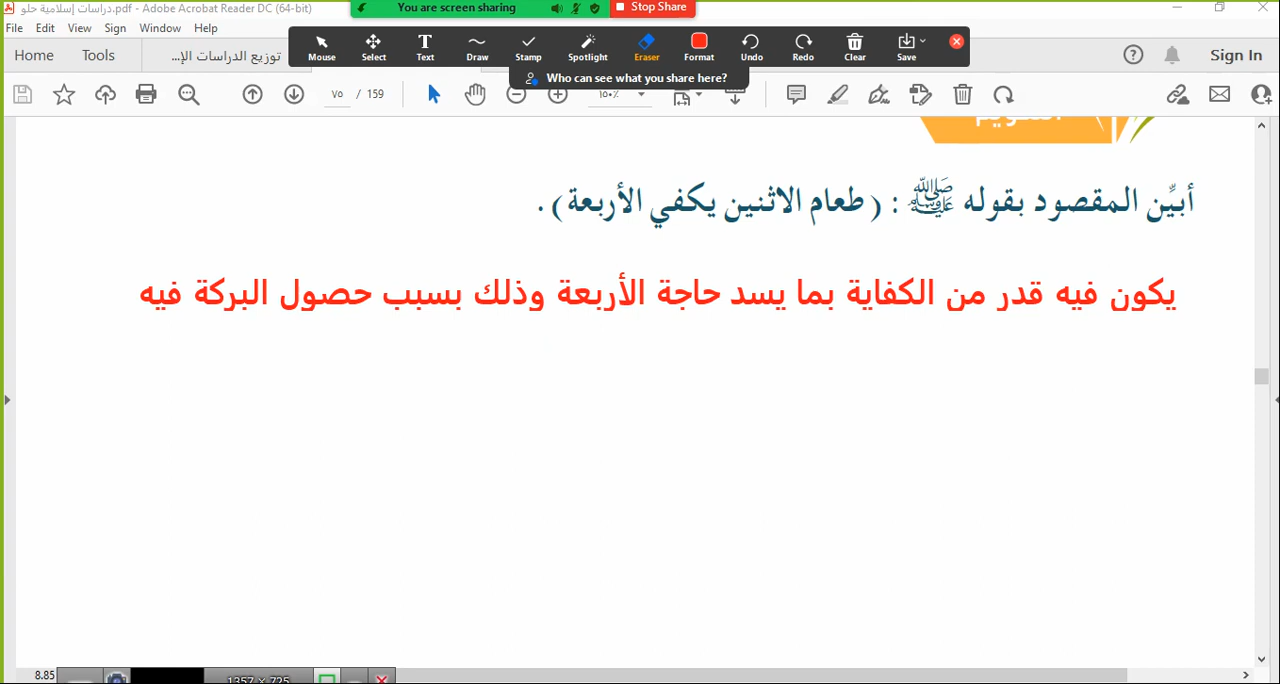 دراسات إسلامية حلو.pdf - Adobe Acrobat Reader DC (64-bit)
You are screen sharing
Stop Share
File Edit View Sign Window Help
Home Tools
توزيع الدراسات الإ...
Mouse Select Text Draw Stamp Spotlight Eraser Format Undo Redo Clear Save
Sign In
Who can see what you share here?
٧٥ / 159
١٥٠٪
التقويم
أبيِّن المقصود بقوله ﷺ : (طعام الاثنين يكفي الأربعة).
يكون فيه قدر من الكفاية بما يسد حاجة الأربعة وذلك بسبب حصول البركة فيه
8.85
1357 × 725